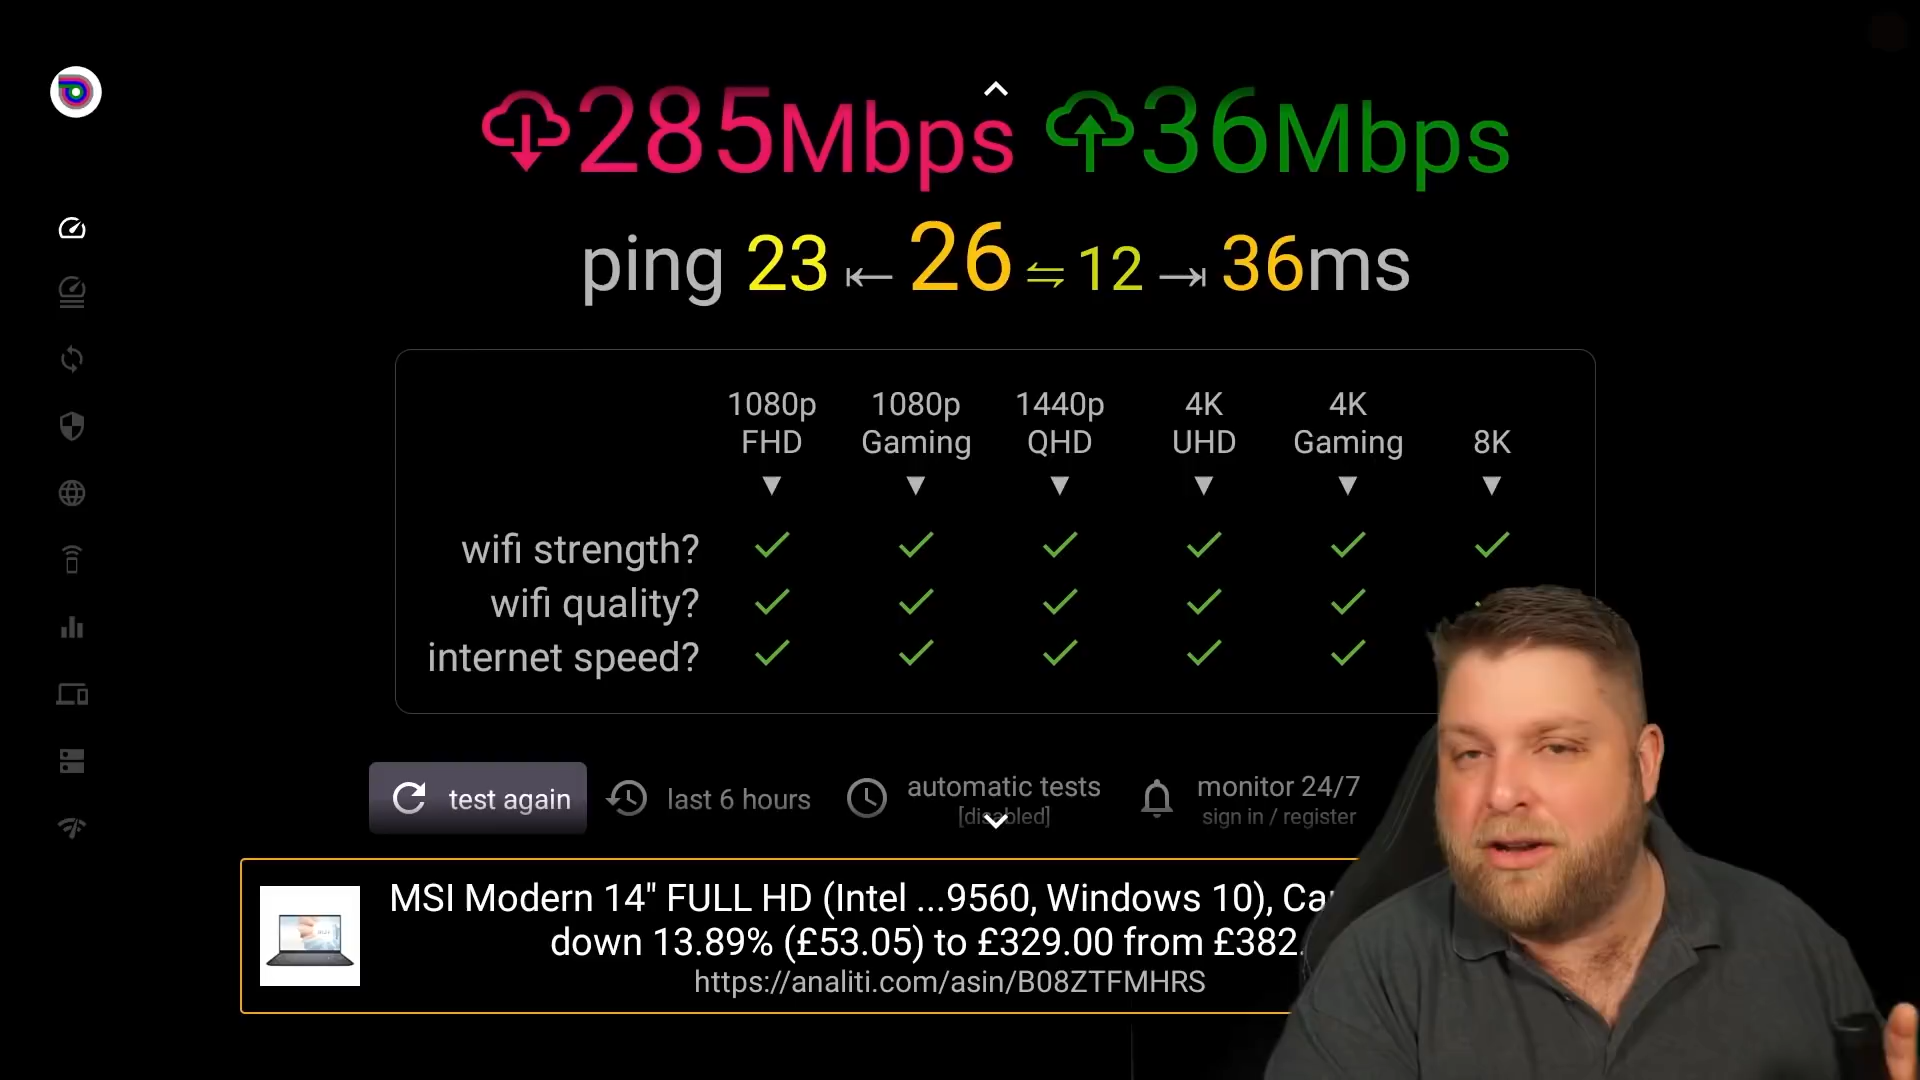 285Mbps 36Mbps
ping 23 26 12 36ms
1080p FHD
1080p Gaming
1440p QHD
4K UHD
4K Gaming
8K
wifi strength?
wifi quality?
internet speed?
test again
last 6 hours
automatic tests
[disabled]
monitor 24/7
sign in / register
MSI Modern 14" FULL HD (Intel ...9560, Windows 10),
down 13.89% (£53.05) to £329.00 from £382.
https://analiti.com/asin/B08ZTFMHRS